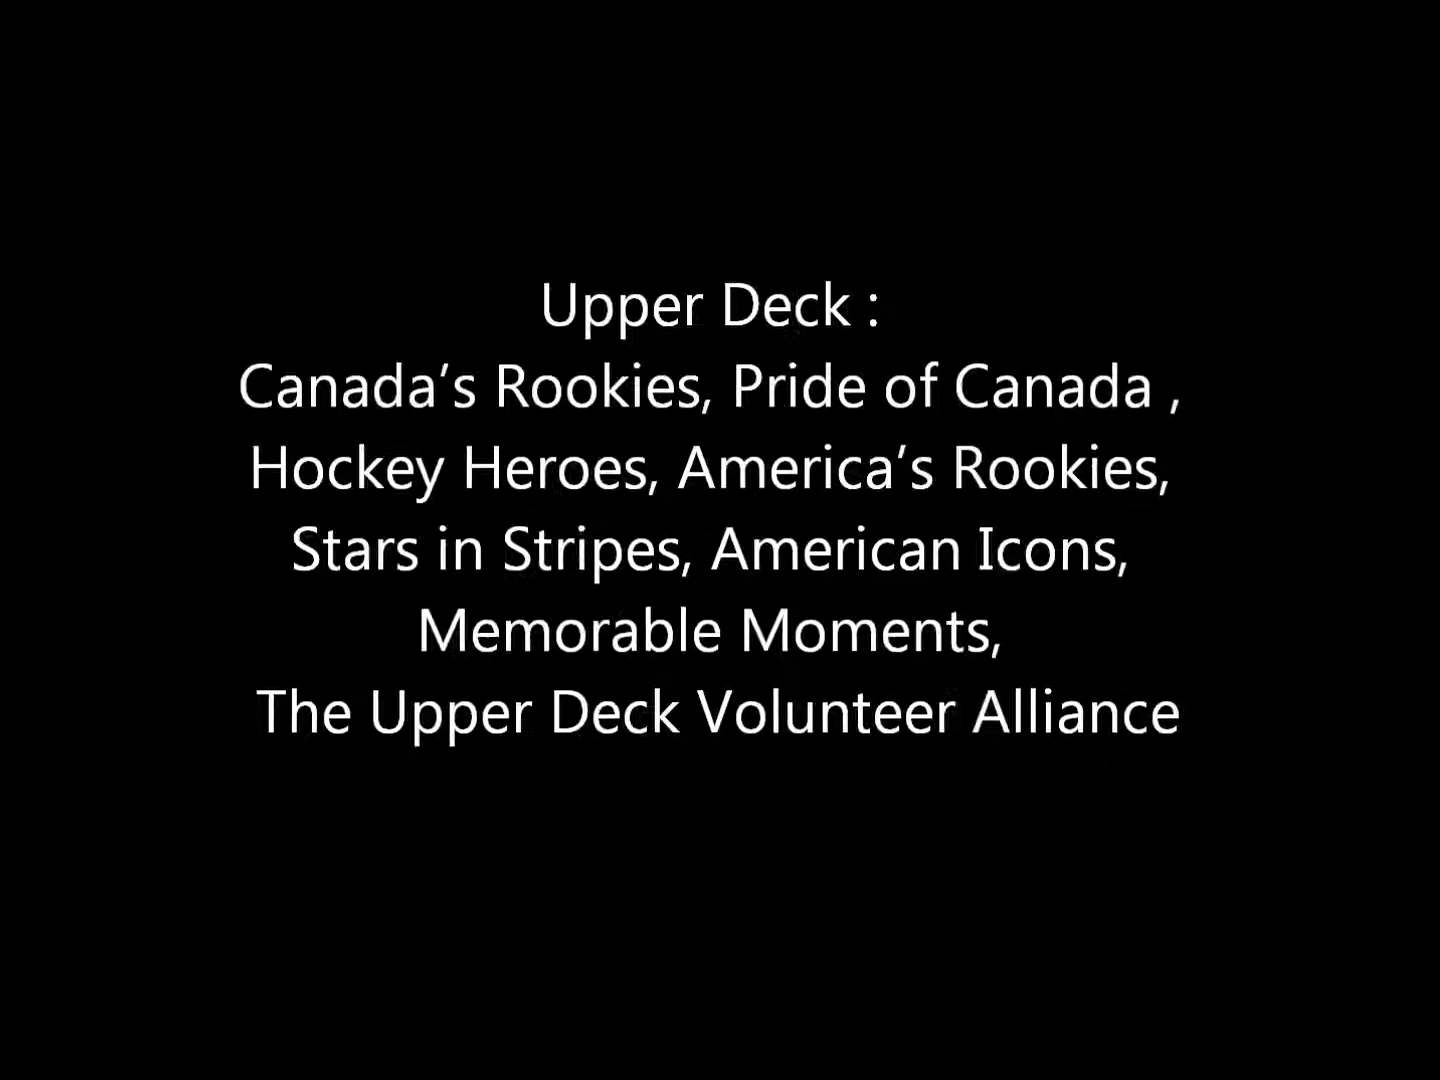 Upper Deck :
Canada’s Rookies, Pride of Canada ,
Hockey Heroes, America’s Rookies,
Stars in Stripes, American Icons,
Memorable Moments,
The Upper Deck Volunteer Alliance